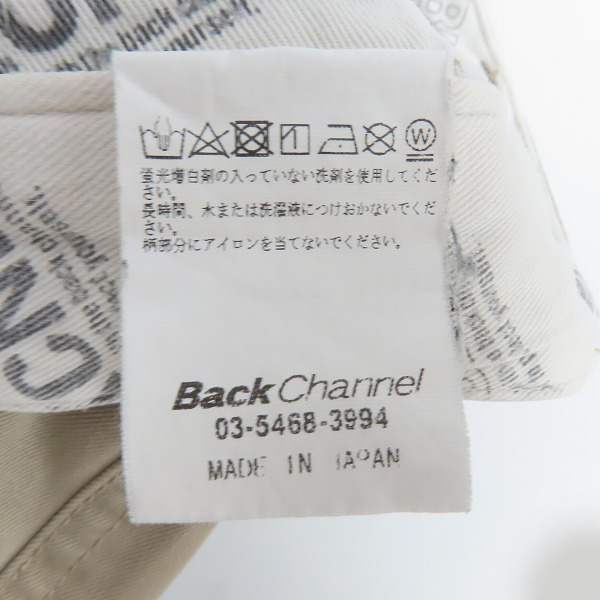 back
yourself.
W
蛍光増白剤の入っていない洗剤を使用してくだ
さい。
長時間、水または洗濯液につけおかないでくだ
さい。
柄部分にアイロンを当てないでください。
Back Channel
03-5468-3994
MADE IN JAPAN